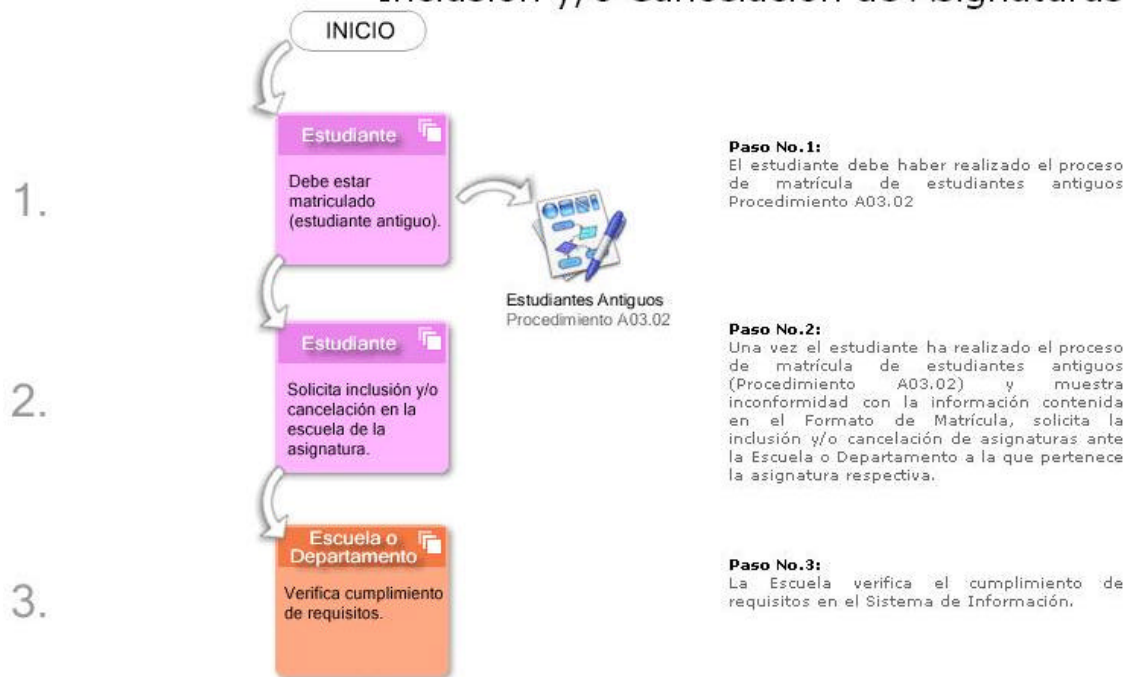 Inclusión y/o Cancelación de Asignaturas
INICIO
1.
Estudiante
Debe estar
matriculado
(estudiante antiguo).
Estudiantes Antiguos
Procedimiento A03.02
Paso No.1:
El estudiante debe haber realizado el proceso
de matrícula de estudiantes antiguos
Procedimiento A03.02
2.
Estudiante
Solicita inclusión y/o
cancelación en la
escuela de la
asignatura.
Paso No.2:
Una vez el estudiante ha realizado el proceso
de matrícula de estudiantes antiguos
(Procedimiento A03.02) y muestra
inconformidad con la información contenida
en el Formato de Matrícula, solicita la
inclusión y/o cancelación de asignaturas ante
la Escuela o Departamento a la que pertenece
la asignatura respectiva.
3.
Escuela o
Departamento
Verifica cumplimiento
de requisitos.
Paso No.3:
La Escuela verifica el cumplimiento de
requisitos en el Sistema de Información.